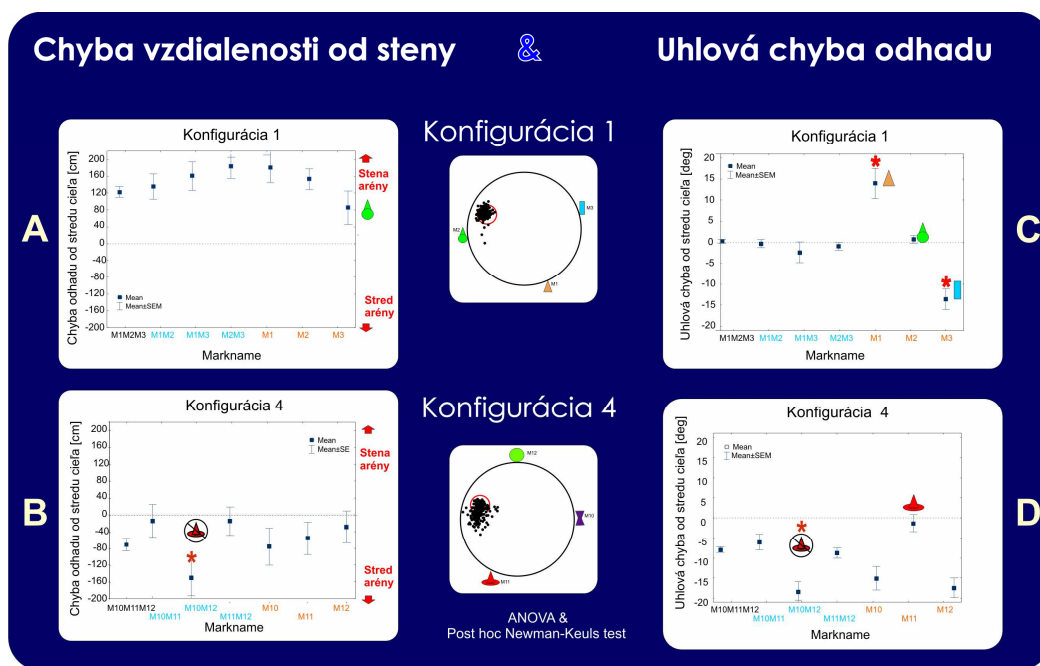 Chyba vzdialenosti od steny & Uhlová chyba odhadu
A
Konfigurácia 1
Chyba odhadu od stredu cieľa [cm]
200
160
120
80
40
0
-40
-80
-120
-160
-200
Mean
Mean±SEM
M1M2M3 M1M2 M1M3 M2M3 M1 M2 M3
Markname
Stena
arény
Stred
arény
Konfigurácia 1
M3
M2
M1
C
Konfigurácia 1
Uhlová chyba od stredu cieľa [deg]
20
15
10
5
0
-5
-10
-15
-20
Mean
Mean±SEM
*
*
M1M2M3 M1M2 M1M3 M2M3 M1 M2 M3
Markname
B
Konfigurácia 4
Chyba odhadu od stredu cieľa [cm]
200
160
120
80
40
0
-40
-80
-120
-160
-200
Mean
Mean±SE
*
M10M11M12 M10M12 M10 M12
M10M11 M11M12 M11
Markname
Stena
arény
Stred
arény
Konfigurácia 4
M12
M10
M11
ANOVA &
Post hoc Newman-Keuls test
D
Konfigurácia 4
Uhlová chyba od stredu cieľa [deg]
20
15
10
5
0
-5
-10
-15
-20
Mean
Mean±SEM
*
M10M11M12 M10M12 M10 M12
M10M11 M11M12 M11
Markname